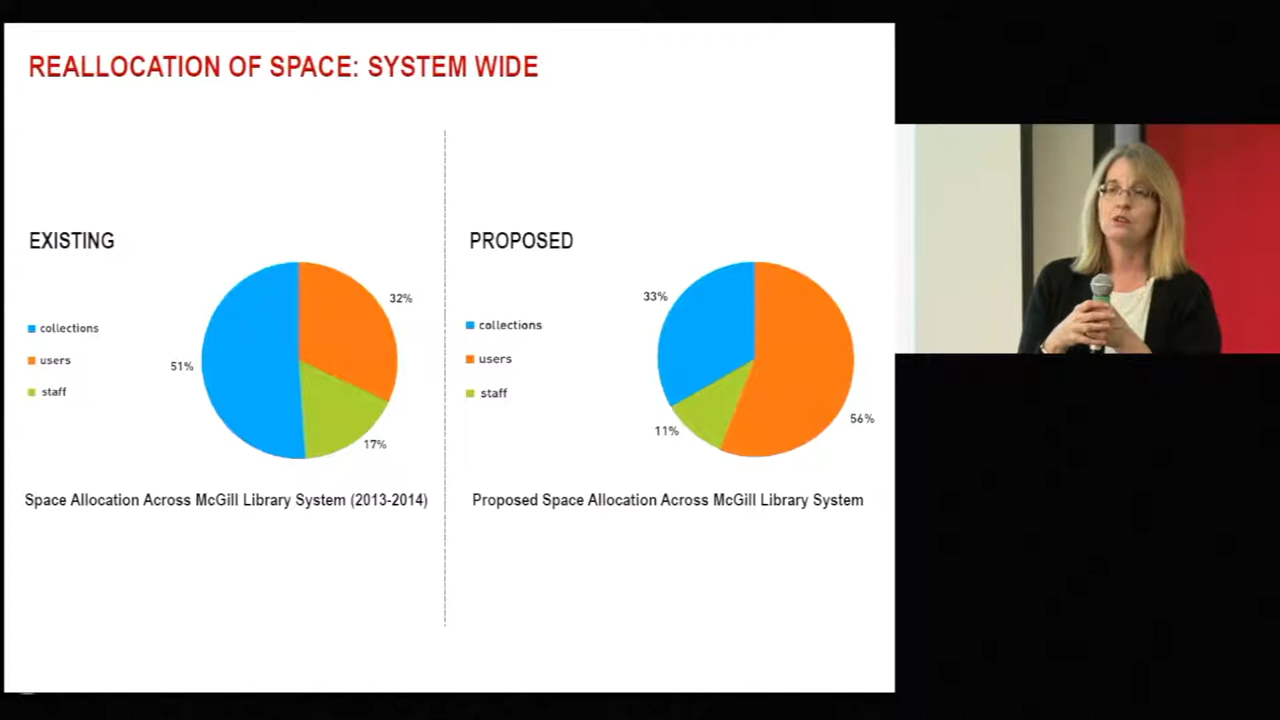 REALLOCATION OF SPACE: SYSTEM WIDE
EXISTING
collections
users
staff
32%
51%
17%
Space Allocation Across McGill Library System (2013-2014)
PROPOSED
collections
users
staff
33%
56%
11%
Proposed Space Allocation Across McGill Library System